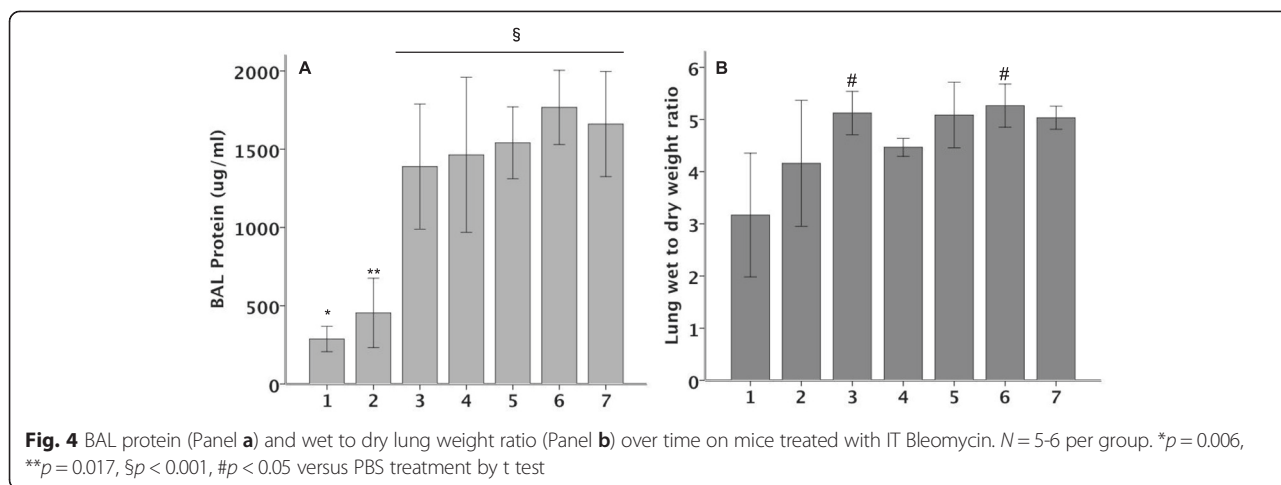 §
A
2000
1500
1000
500
0
BAL Protein (ug/ml)
*
**
1 2 3 4 5 6 7
B
6
5
4
3
2
1
0
Lung wet to dry weight ratio
# #
1 2 3 4 5 6 7
Fig. 4 BAL protein (Panel a) and wet to dry lung weight ratio (Panel b) over time on mice treated with IT Bleomycin. N = 5-6 per group. *p = 0.006,
**p = 0.017, §p < 0.001, #p < 0.05 versus PBS treatment by t test